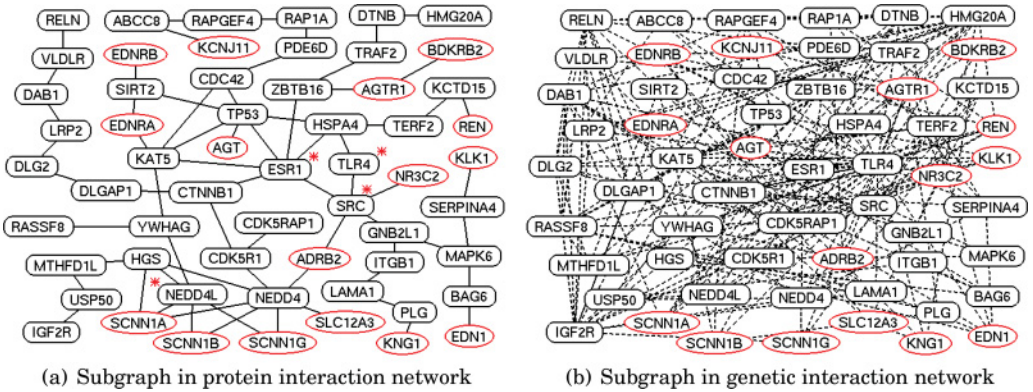 RELN ABCC8 RAPGEF4 RAP1A DTNB HMG20A
EDNRB KCNJ11 PDE6D TRAF2 BDKRB2
VLDLR CDC42
SIRT2 ZBTB16 AGTR1 KCTD15
DAB1 TP53
EDNRA HSPA4 TERF2 REN
LRP2 AGT
DLG2 KAT5 ESR1 * TLR4 * KLK1
DLGAP1 CTNNB1 * NR3C2
SRC SERPINA4
RASSF8 YWHAG CDK5RAP1 GNB2L1
HGS CDK5R1 ADRB2 ITGB1 MAPK6
MTHFD1L * NEDD4L NEDD4 LAMA1
USP50 BAG6
IGF2R SCNN1A SLC12A3 PLG
SCNN1B SCNN1G KNG1 EDN1
(a) Subgraph in protein interaction network
RELN ABCC8 RAPGEF4 RAP1A DTNB HMG20A
EDNRB KCNJ11 PDE6D TRAF2 BDKRB2
VLDLR CDC42
SIRT2 ZBTB16 AGTR1 KCTD15
DAB1 TP53
EDNRA HSPA4 TERF2 REN
LRP2 AGT
DLG2 KAT5 ESR1 TLR4 KLK1
DLGAP1 CTNNB1 NR3C2
SRC SERPINA4
RASSF8 YWHAG CDK5RAP1 GNB2L1
HGS CDK5R1 ADRB2 ITGB1 MAPK6
MTHFD1L NEDD4L NEDD4 LAMA1
USP50 BAG6
IGF2R SCNN1A SLC12A3 PLG
SCNN1B SCNN1G KNG1 EDN1
(b) Subgraph in genetic interaction network